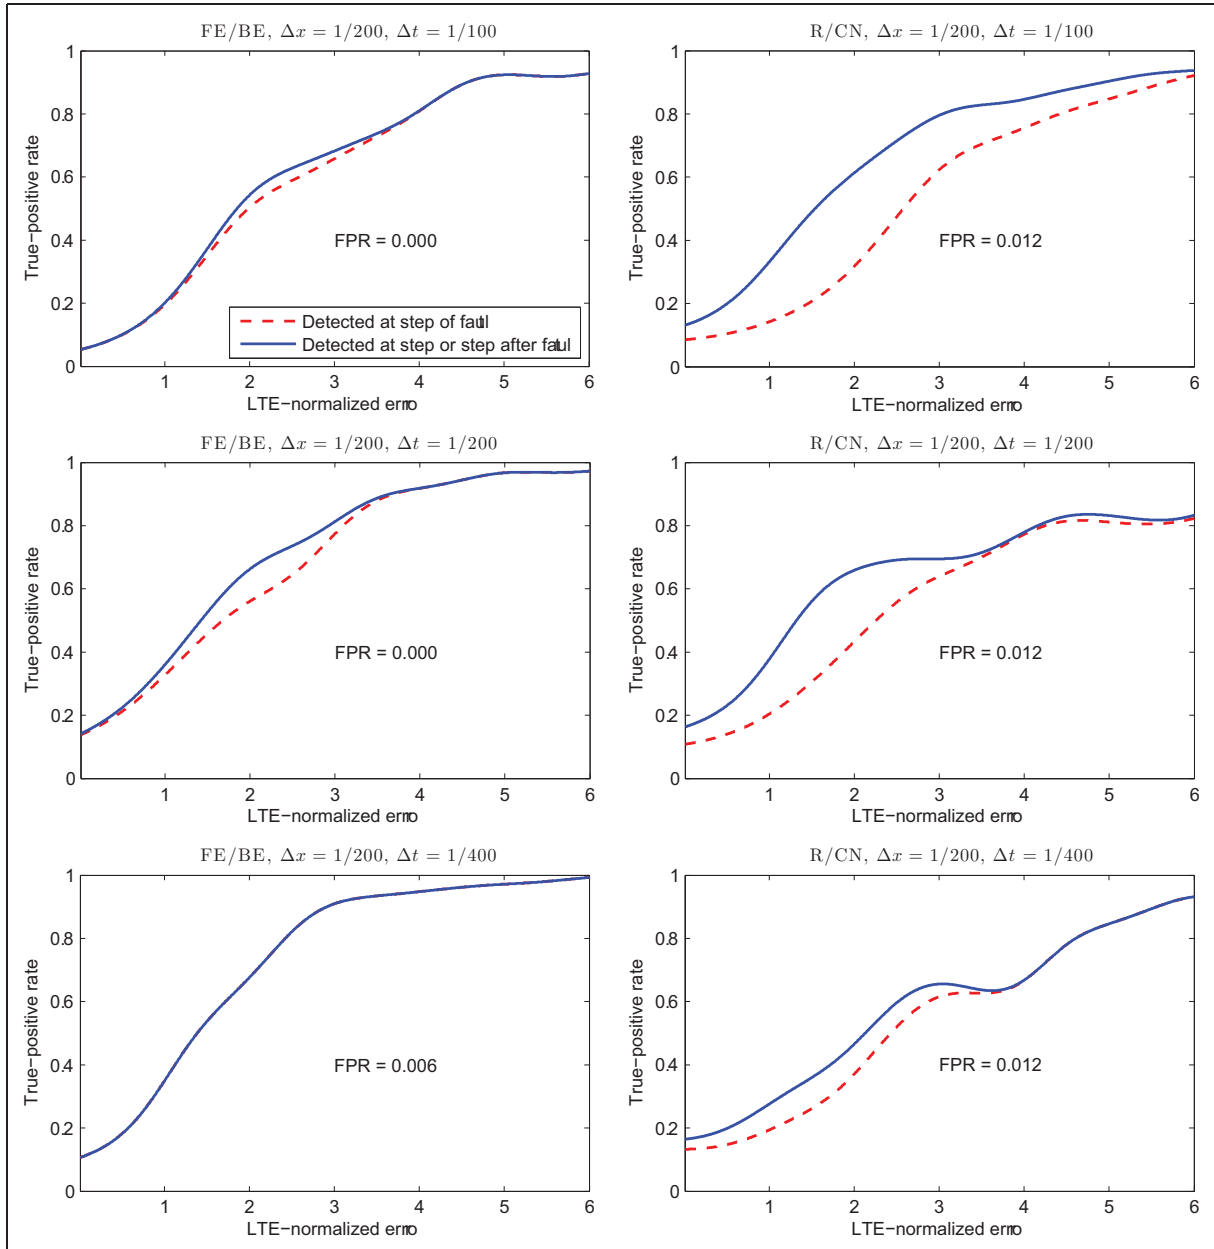 FE/BE, Δx = 1/200, Δt = 1/100
1
0.8
0.6
0.4
0.2
0
True−positive rate
FPR = 0.000
Detected at step of fault
Detected at step or step after fault
1 2 3 4 5 6
LTE−normalized error
R/CN, Δx = 1/200, Δt = 1/100
1
0.8
0.6
0.4
0.2
0
True−positive rate
FPR = 0.012
1 2 3 4 5 6
LTE−normalized error
FE/BE, Δx = 1/200, Δt = 1/200
1
0.8
0.6
0.4
0.2
0
True−positive rate
FPR = 0.000
1 2 3 4 5 6
LTE−normalized error
R/CN, Δx = 1/200, Δt = 1/200
1
0.8
0.6
0.4
0.2
0
True−positive rate
FPR = 0.012
1 2 3 4 5 6
LTE−normalized error
FE/BE, Δx = 1/200, Δt = 1/400
1
0.8
0.6
0.4
0.2
0
True−positive rate
FPR = 0.006
1 2 3 4 5 6
LTE−normalized error
R/CN, Δx = 1/200, Δt = 1/400
1
0.8
0.6
0.4
0.2
0
True−positive rate
FPR = 0.012
1 2 3 4 5 6
LTE−normalized error